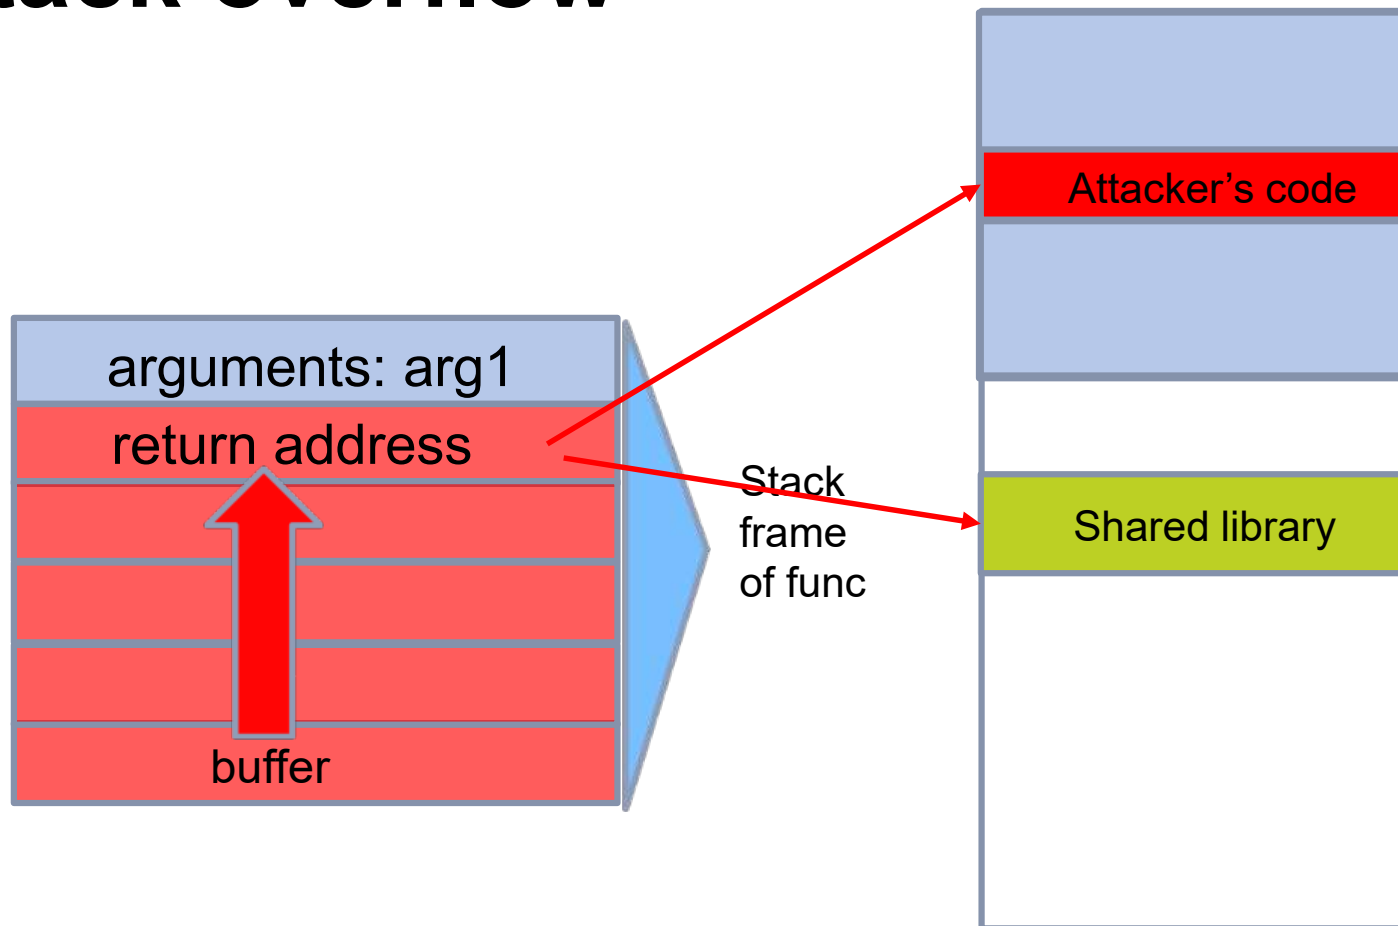 Attacker’s code
arguments: arg1
return address
Stack
frame
of func
Shared library
buffer